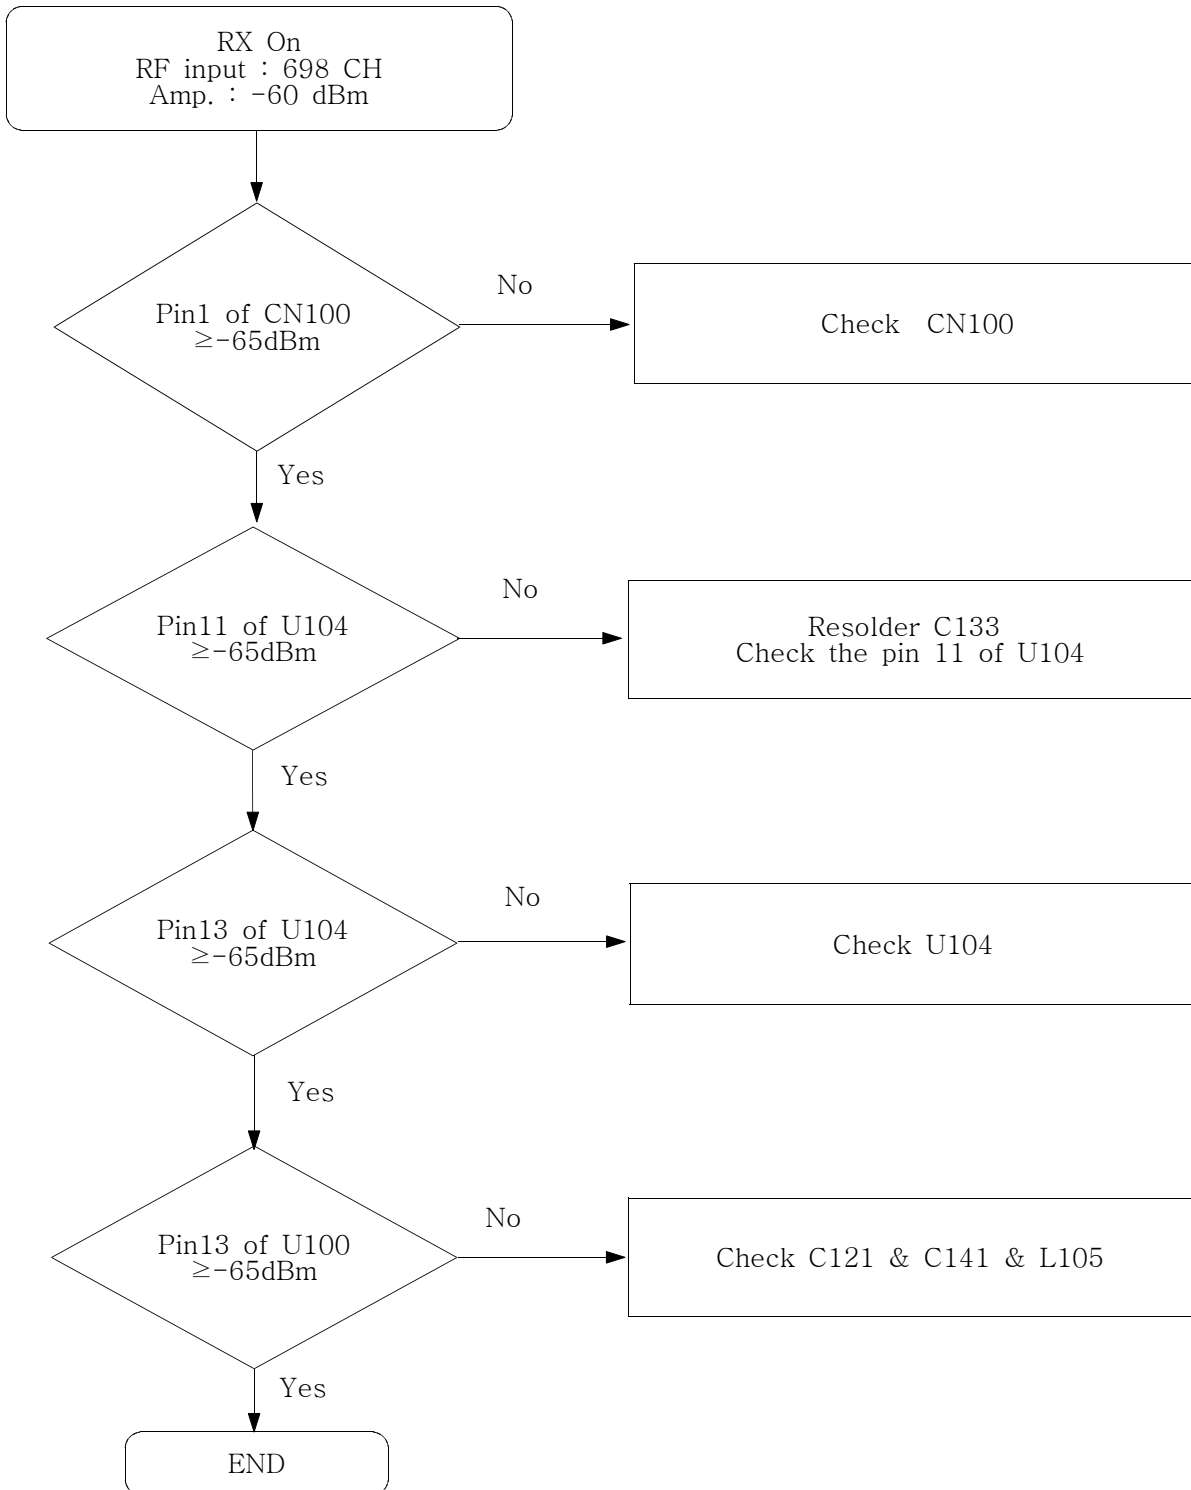 RX On
RF input : 698 CH
Amp. : -60 dBm
Pin1 of CN100
≥-65dBm
No
Check CN100
Yes
Pin11 of U104
≥-65dBm
No
Resolder C133
Check the pin 11 of U104
Yes
Pin13 of U104
≥-65dBm
No
Check U104
Yes
Pin13 of U100
≥-65dBm
No
Check C121 & C141 & L105
Yes
END